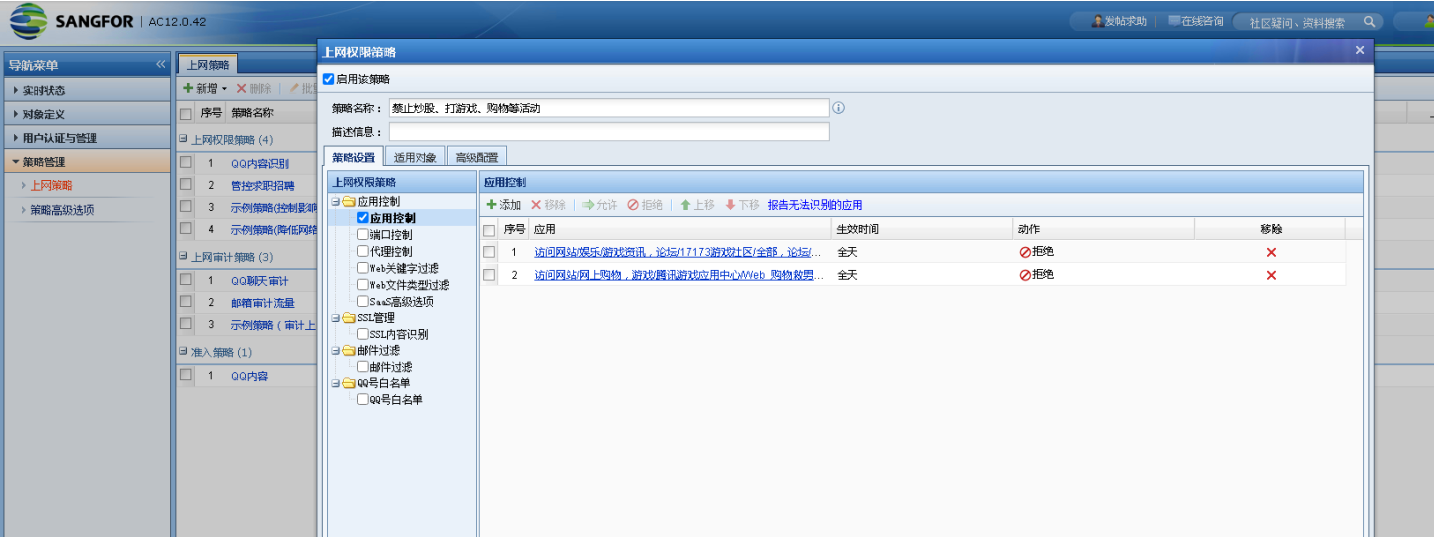 SANGFOR | AC12.0.42
发帖求助 在线咨询 社区疑问、资料搜索
导航菜单
实时状态
对象定义
用户认证与管理
策略管理
上网策略
策略高级选项
上网策略
新增 删除
序号 策略名称
上网权限策略 (4)
1 QQ内容识别
2 管控求职招聘
3 示例策略(控制影响
4 示例策略(降低网络
上网审计策略 (3)
1 QQ聊天审计
2 邮箱审计流量
3 示例策略（审计上
准入策略 (1)
1 QQ内容
上网权限策略
启用该策略
策略名称： 禁止炒股、打游戏、购物等活动
描述信息：
策略设置 适用对象 高级配置
上网权限策略
应用控制
应用控制
端口控制
代理控制
Web关键字过滤
Web文件类型过滤
SaaS高级选项
SSL管理
SSL内容识别
邮件过滤
邮件过滤
QQ号白名单
QQ号白名单
应用控制
添加 移除 允许 拒绝 上移 下移 报告无法识别的应用
序号 应用 生效时间 动作 移除
1 访问网站/娱乐/游戏资讯，论坛/17173游戏社区/全部，论坛/... 全天 拒绝
2 访问网站/网上购物，游戏/腾讯游戏应用中心/Web_购物救男... 全天 拒绝